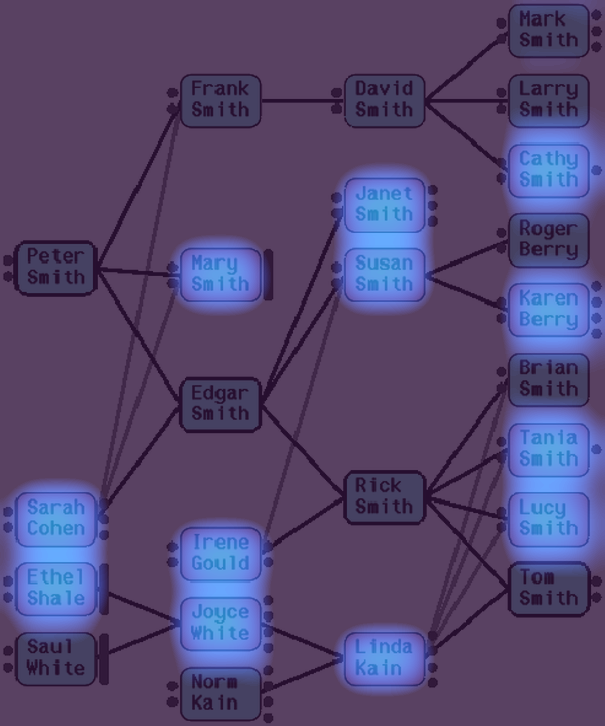 Mark
Smith
Frank
Smith
David
Smith
Larry
Smith
Cathy
Smith
Janet
Smith
Roger
Berry
Peter
Smith
Mary
Smith
Susan
Smith
Karen
Berry
Edgar
Smith
Brian
Smith
Tania
Smith
Rick
Smith
Sarah
Cohen
Lucy
Smith
Irene
Gould
Ethel
Shale
Tom
Smith
Joyce
White
Saul
White
Linda
Kain
Norm
Kain